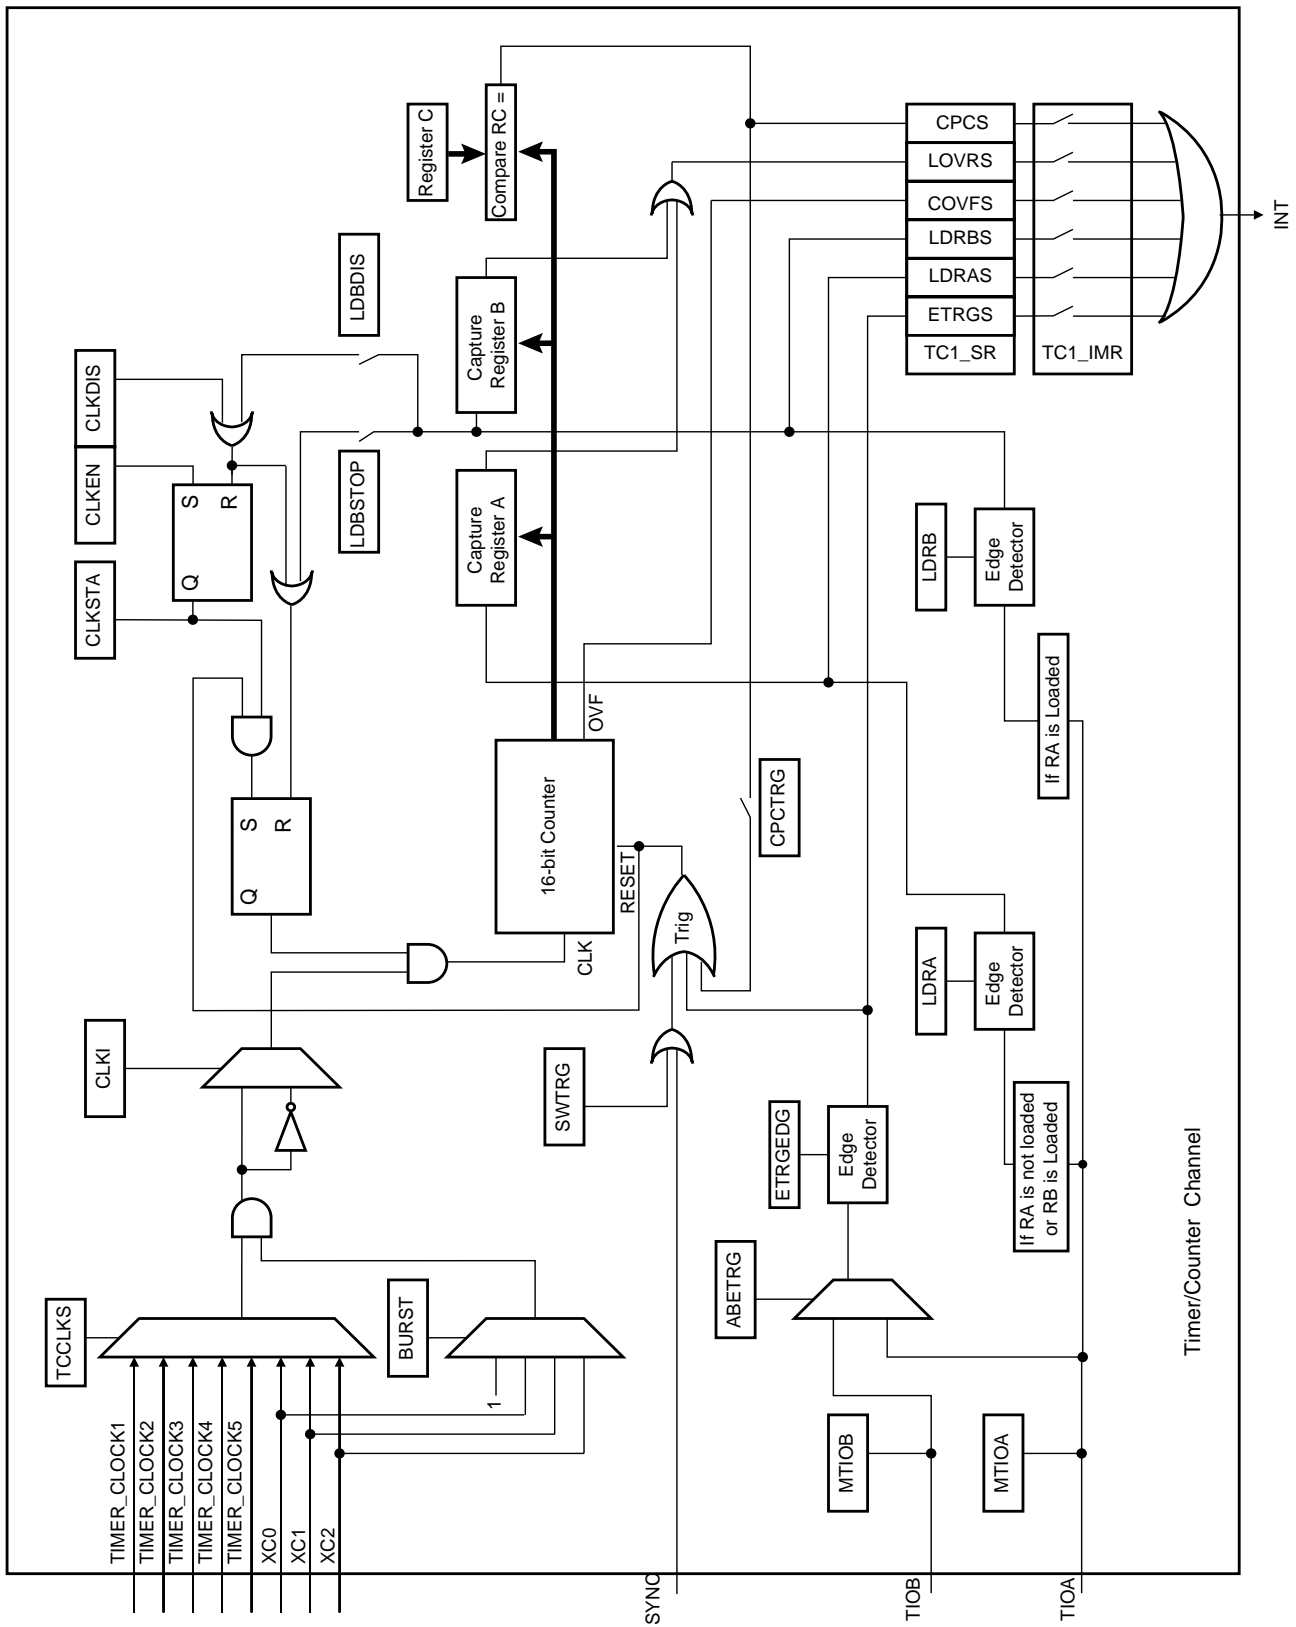 TIMER_CLOCK1
TIMER_CLOCK2
TIMER_CLOCK3
TIMER_CLOCK4
TIMER_CLOCK5
XC0
XC1
XC2
TCCLKS
CLKI
CLKSTA
CLKEN
CLKDIS
BURST
1
Q
S
R
Q
S
R
LDBSTOP
LDBDIS
Register C
Compare RC =
Capture
Register A
Capture
Register B
16-bit Counter
CLK
OVF
RESET
Trig
SWTRG
SYNC
CPCTRG
ABETRG
ETRGEDG
Edge
Detector
MTIOB
TIOB
MTIOA
TIOA
LDRA
Edge
Detector
If RA is not loaded
or RB is Loaded
LDRB
Edge
Detector
If RA is Loaded
CPCS
LOVRS
COVFS
LDRBS
LDRAS
ETRGS
TC1_SR
TC1_IMR
INT
Timer/Counter Channel